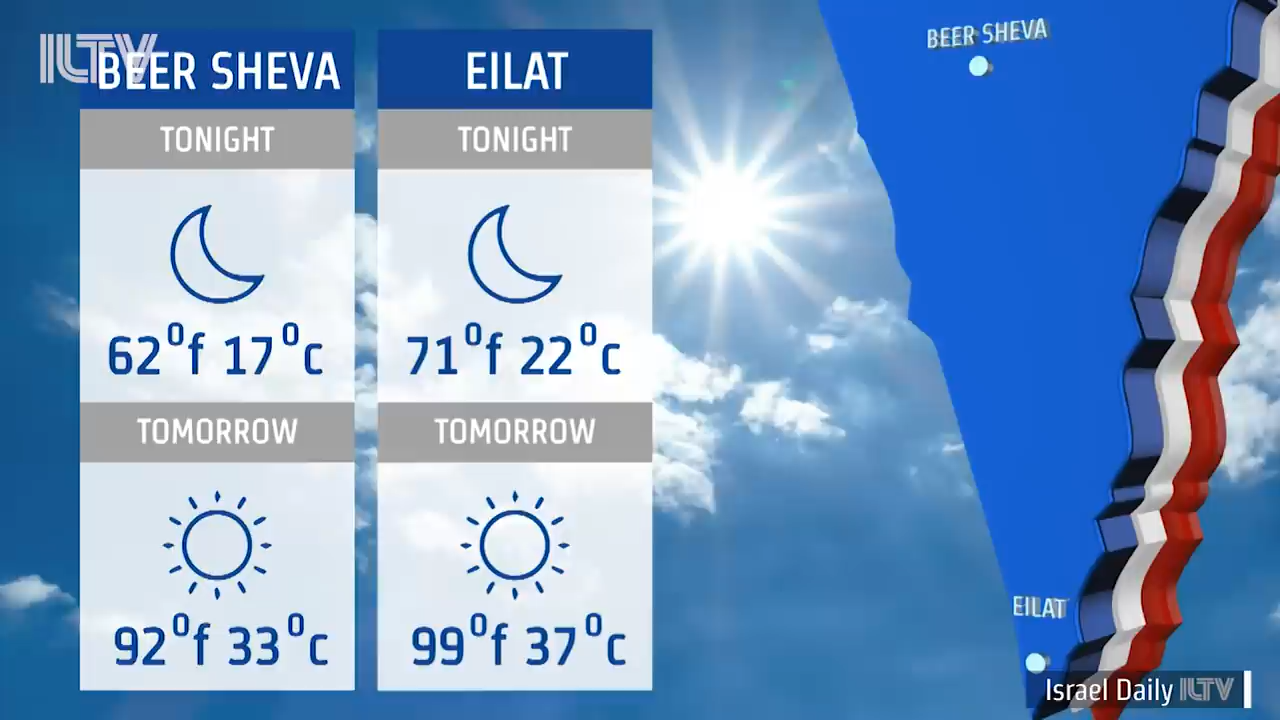 ILTV
BEER SHEVA
TONIGHT
62°f 17°c
TOMORROW
92°f 33°c
EILAT
TONIGHT
71°f 22°c
TOMORROW
99°f 37°c
BEER SHEVA
EILAT
Israel Daily ILTV